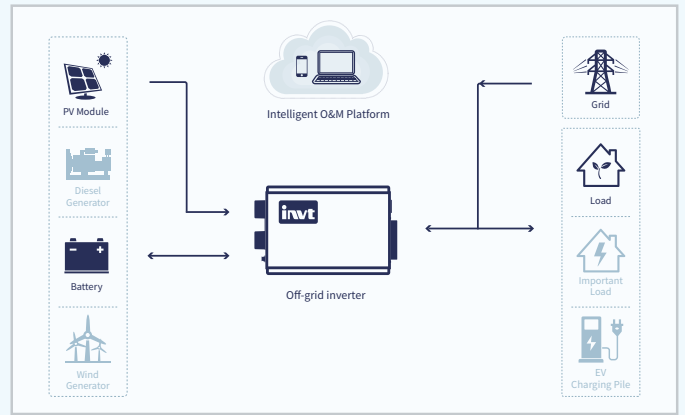 PV Module
Diesel
Generator
Battery
Wind
Generator
Intelligent O&M Platform
invt
Off-grid inverter
Grid
Load
Important
Load
EV
Charging Pile